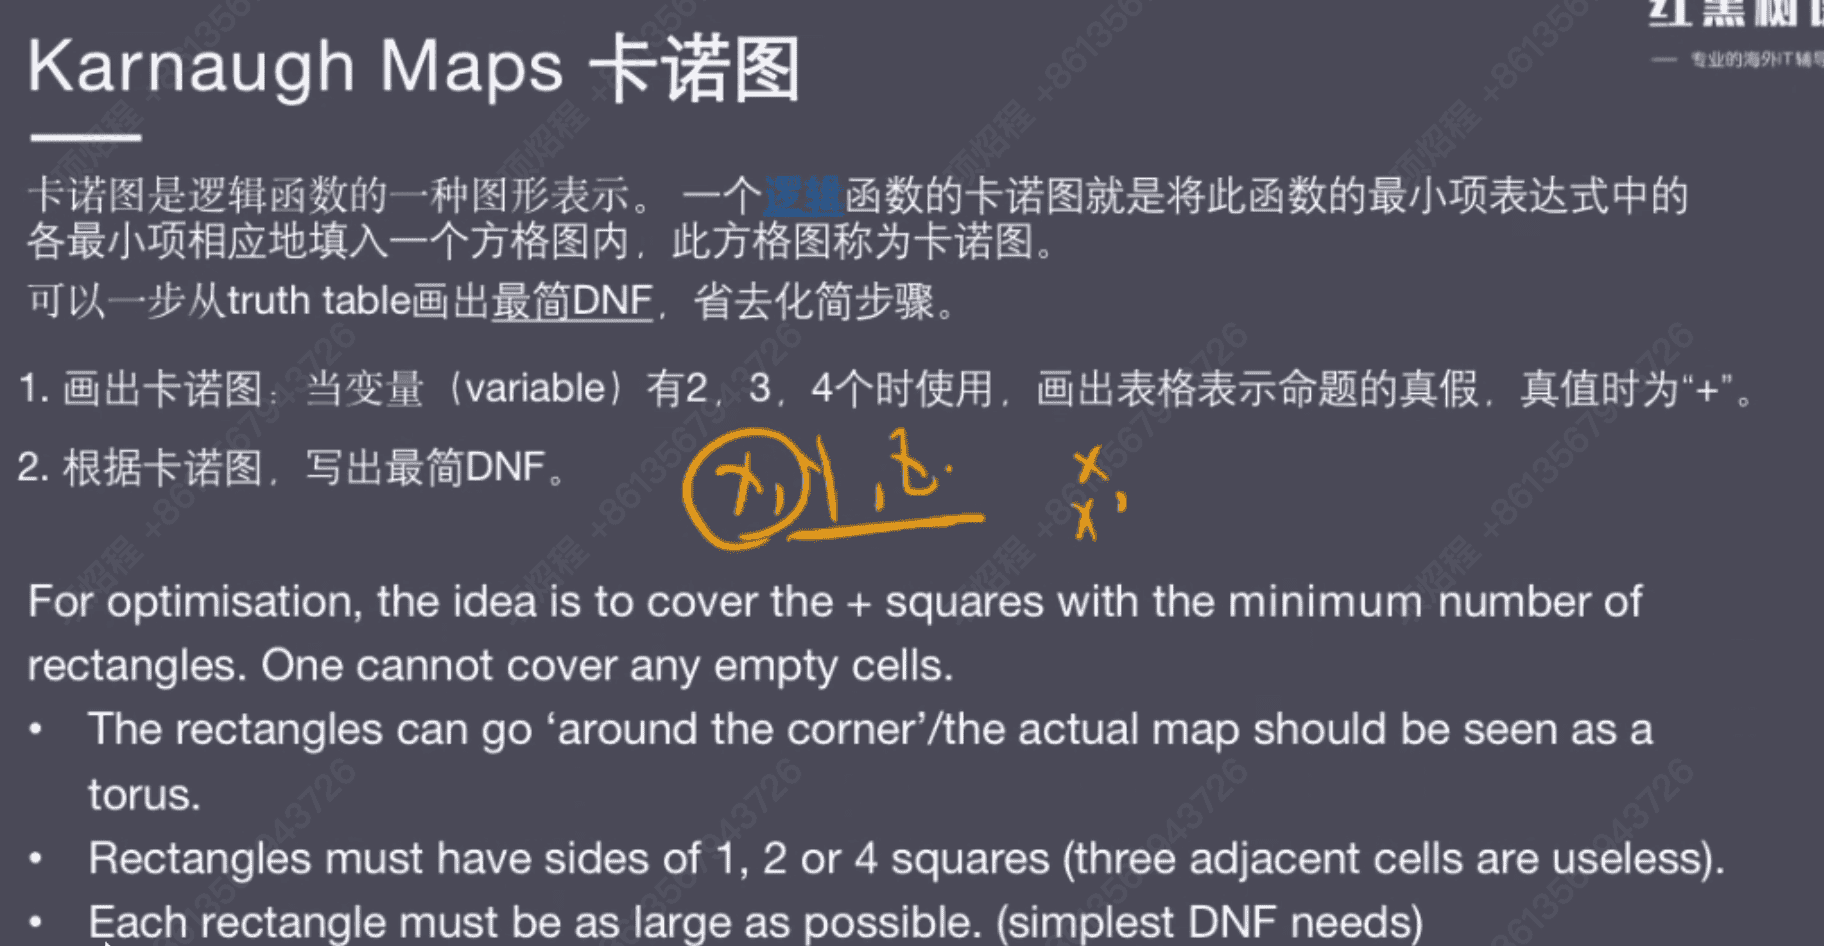 Karnaugh Maps 卡诺图
专业的海外IT辅导
卡诺图是逻辑函数的一种图形表示。 一个逻辑函数的卡诺图就是将此函数的最小项表达式中的
各最小项相应地填入一个方格图内，此方格图称为卡诺图。
可以一步从truth table画出最简DNF，省去化简步骤。
1. 画出卡诺图：当变量（variable）有2，3，4个时使用，画出表格表示命题的真假，真值时为“+”。
2. 根据卡诺图，写出最简DNF。
x,
x
x
For optimisation, the idea is to cover the + squares with the minimum number of
rectangles. One cannot cover any empty cells.
• The rectangles can go ‘around the corner’/the actual map should be seen as a
torus.
• Rectangles must have sides of 1, 2 or 4 squares (three adjacent cells are useless).
• Each rectangle must be as large as possible. (simplest DNF needs)